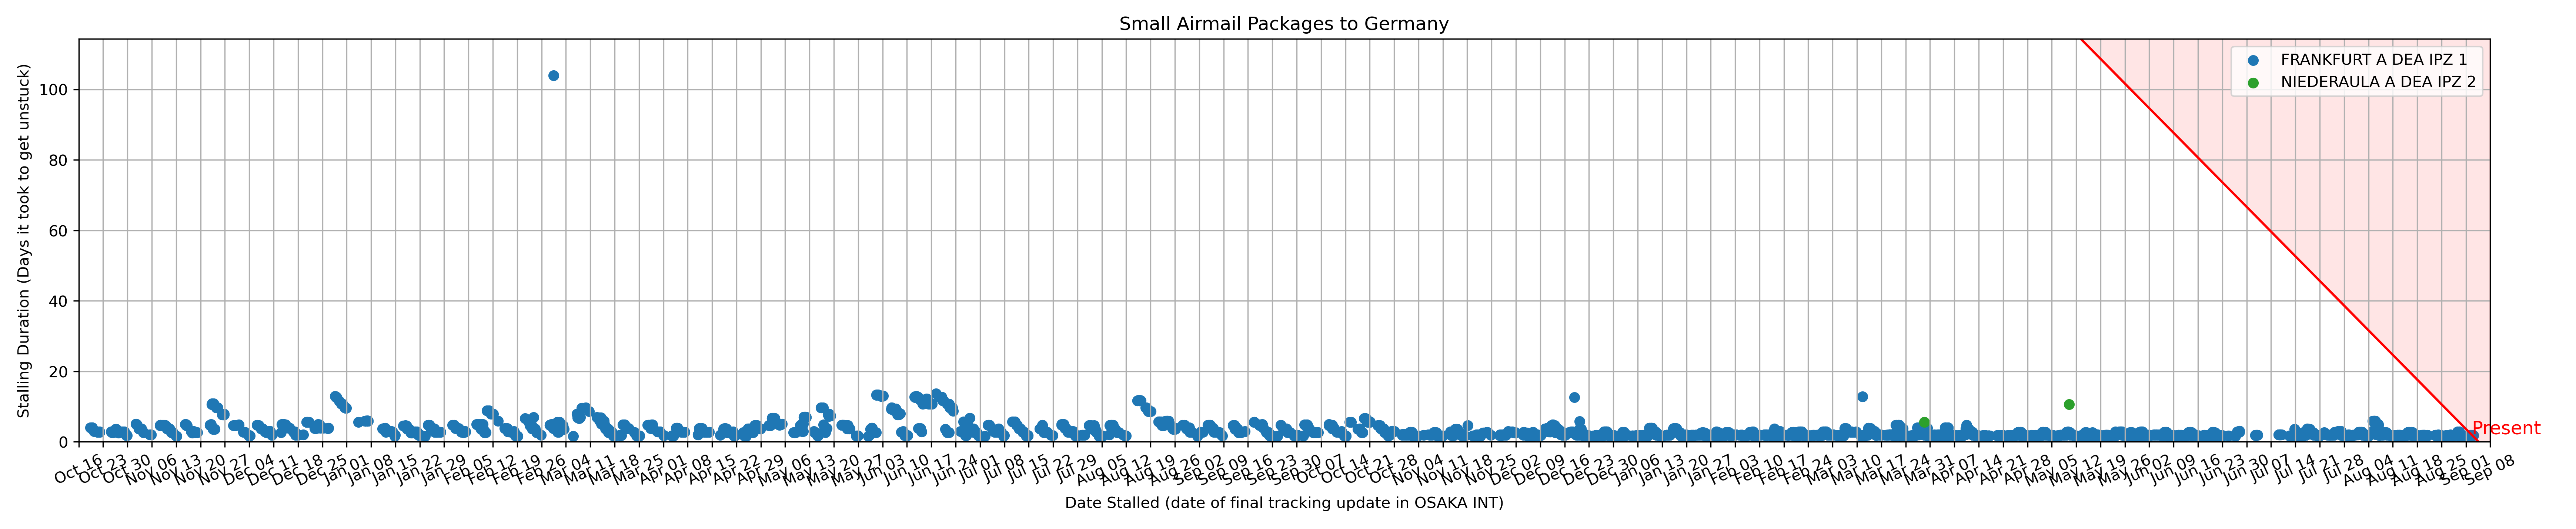 Small Airmail Packages to Germany
FRANKFURT A DEA IPZ 1
NIEDERAULA A DEA IPZ 2
Stalling Duration (Days it took to get unstuck)
100
80
60
40
20
0
Present
Oct 16
Oct 23
Oct 30
Nov 06
Nov 13
Nov 20
Nov 27
Dec 04
Dec 11
Dec 18
Dec 25
Jan 01
Jan 08
Jan 15
Jan 22
Jan 29
Feb 05
Feb 12
Feb 19
Feb 26
Mar 04
Mar 11
Mar 18
Mar 25
Apr 01
Apr 08
Apr 15
Apr 22
Apr 29
May 06
May 13
May 20
May 27
Jun 03
Jun 10
Jun 17
Jun 24
Jul 01
Jul 08
Jul 15
Jul 22
Jul 29
Aug 05
Aug 12
Aug 19
Aug 26
Sep 02
Sep 09
Sep 16
Sep 23
Sep 30
Oct 07
Oct 14
Oct 21
Oct 28
Nov 04
Nov 11
Nov 18
Nov 25
Dec 02
Dec 09
Dec 16
Dec 23
Dec 30
Jan 06
Jan 13
Jan 20
Jan 27
Feb 03
Feb 10
Feb 17
Feb 24
Mar 03
Mar 10
Mar 17
Mar 24
Mar 31
Apr 07
Apr 14
Apr 21
Apr 28
May 05
May 12
May 19
May 26
Jun 02
Jun 09
Jun 16
Jun 23
Jun 30
Jul 07
Jul 14
Jul 21
Jul 28
Aug 04
Aug 11
Aug 18
Aug 25
Sep 01
Sep 08
Date Stalled (date of final tracking update in OSAKA INT)